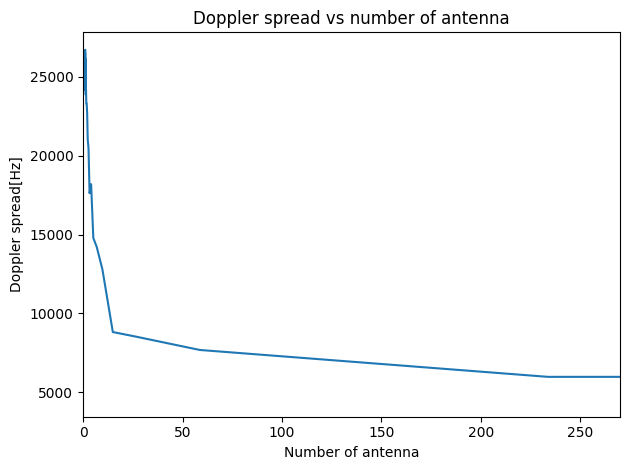 Doppler spread vs number of antenna
25000
20000
15000
10000
5000
Doppler spread[Hz]
0 50 100 150 200 250
Number of antenna